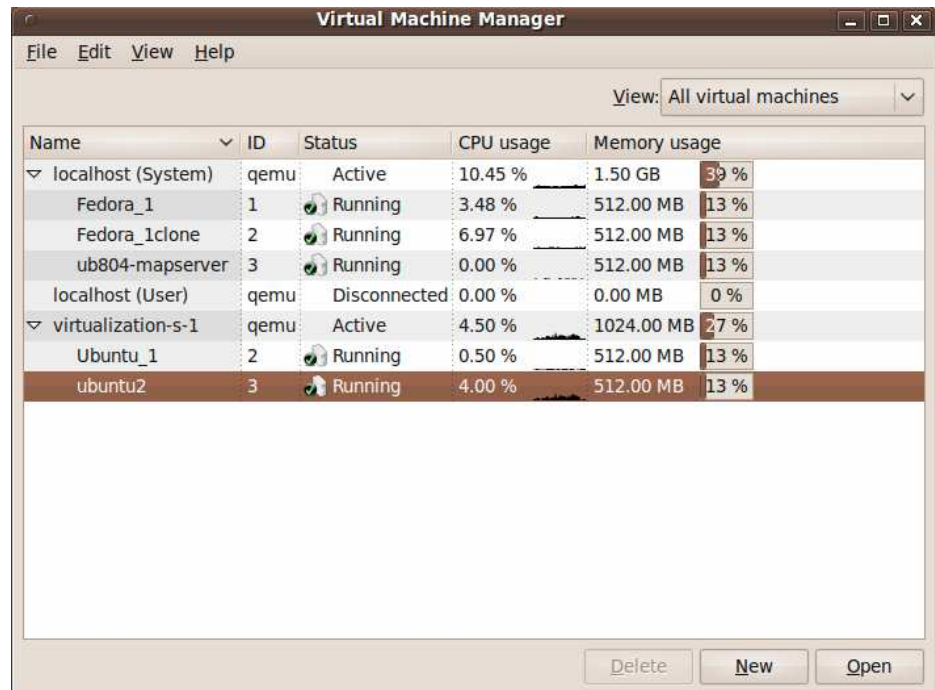 Virtual Machine Manager
File Edit View Help
View: All virtual machines
Name ID Status CPU usage Memory usage
localhost (System) qemu Active 10.45 % 1.50 GB 39 %
Fedora_1 1 Running 3.48 % 512.00 MB 13 %
Fedora_1clone 2 Running 6.97 % 512.00 MB 13 %
ub804-mapserver 3 Running 0.00 % 512.00 MB 13 %
localhost (User) qemu Disconnected 0.00 % 0.00 MB 0 %
virtualization-s-1 qemu Active 4.50 % 1024.00 MB 27 %
Ubuntu_1 2 Running 0.50 % 512.00 MB 13 %
ubuntu2 3 Running 4.00 % 512.00 MB 13 %
Delete New Open